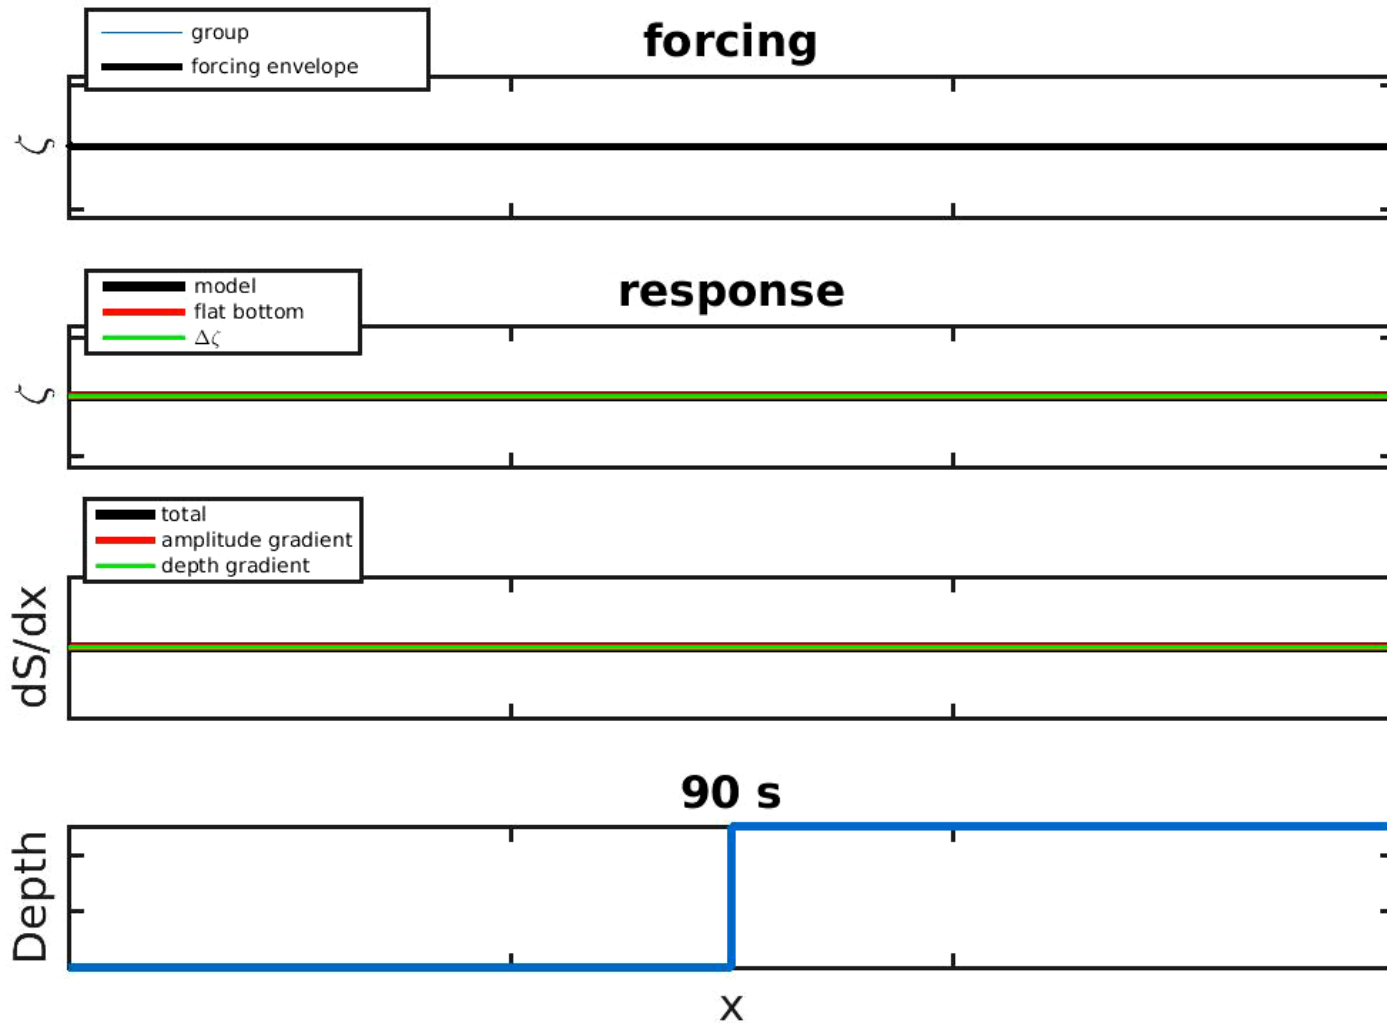 group
forcing envelope
forcing
ζ
model
flat bottom
Δζ
response
ζ
total
amplitude gradient
depth gradient
dS/dx
90 s
Depth
x